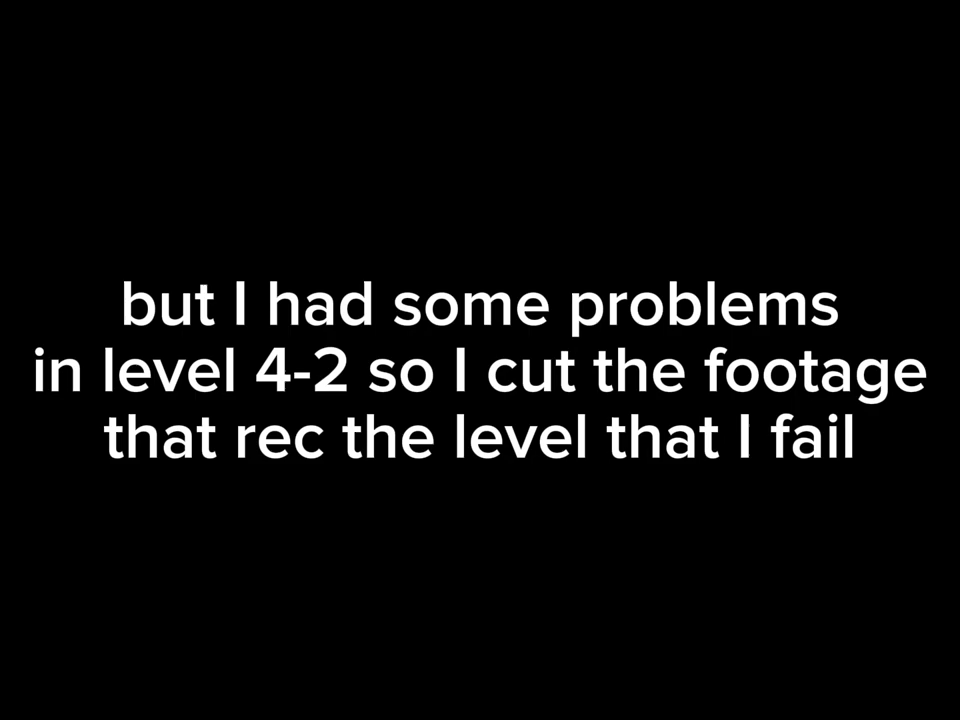 but I had some problems
in level 4-2 so I cut the footage
that rec the level that I fail